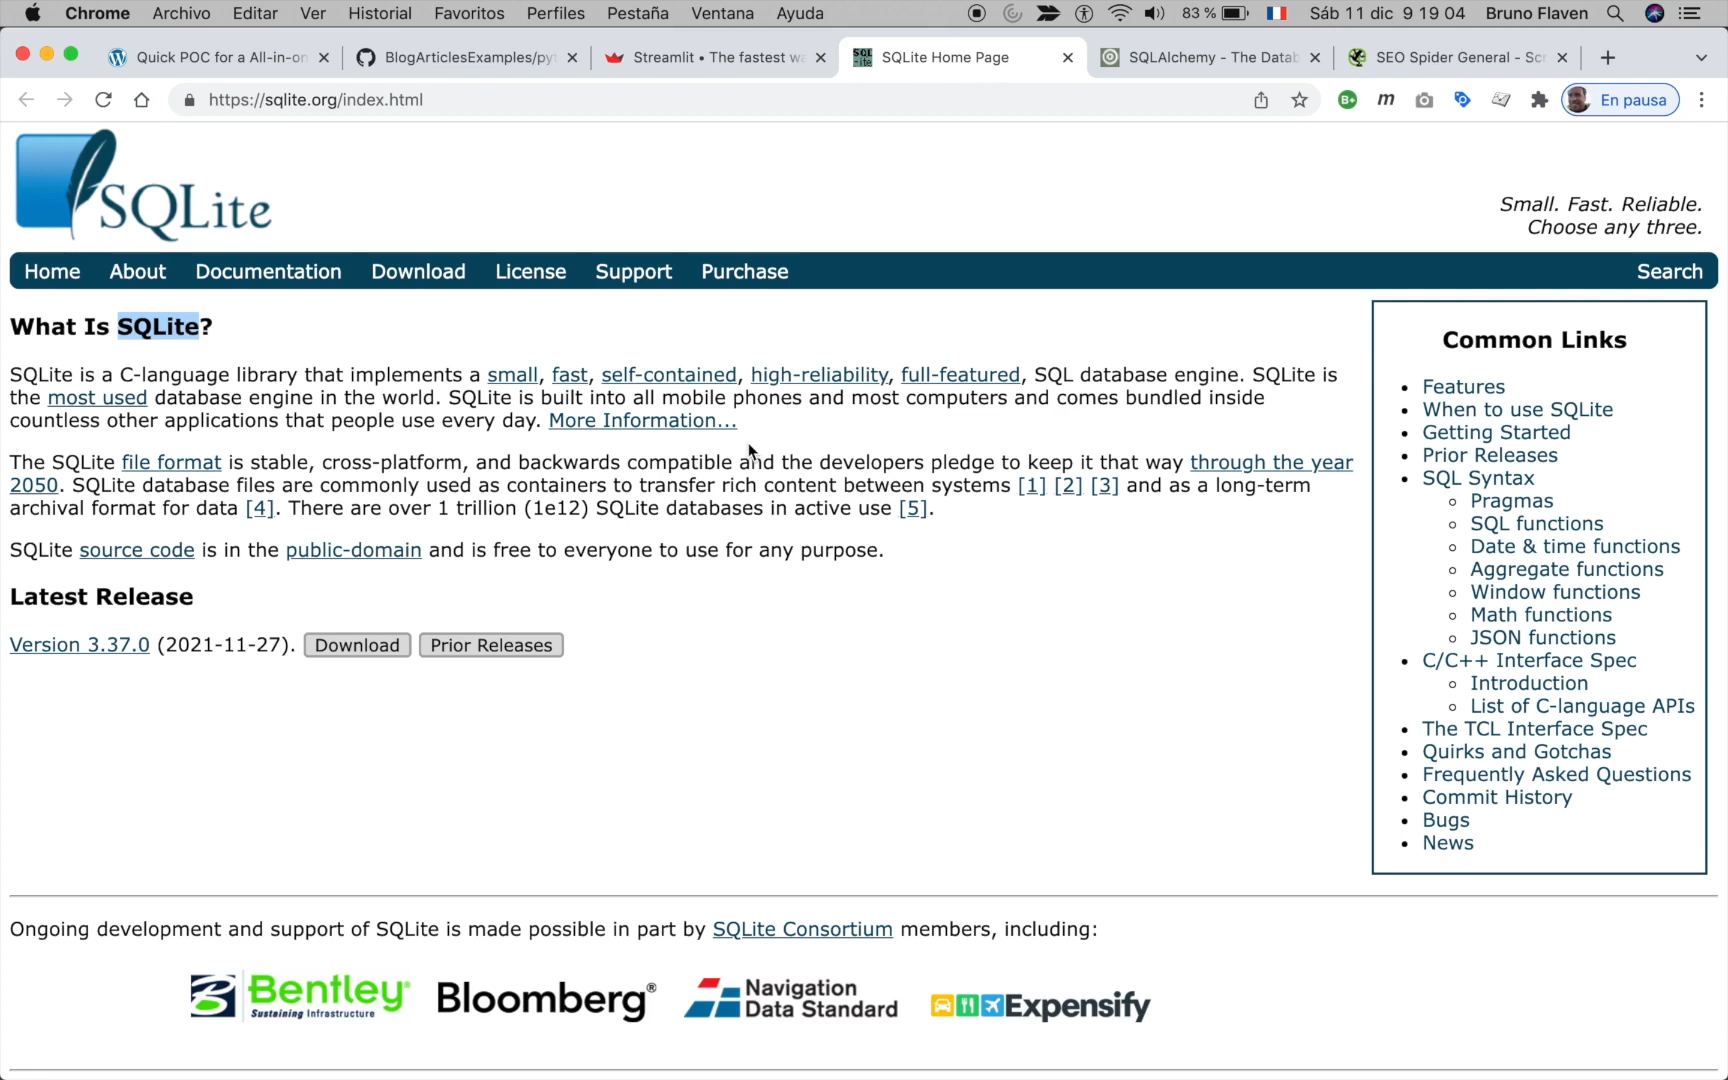 Chrome Archivo Editar Ver Historial Favoritos Perfiles Pestaña Ventana Ayuda 83 % Sáb 11 dic 9 19 04 Bruno Flaven
Quick POC for a All-in-on BlogArticlesExamples/pyt Streamlit • The fastest wa SQLite Home Page SQLAlchemy - The Datab SEO Spider General - Scr
https://sqlite.org/index.html B+ m En pausa
SQLite
Small. Fast. Reliable.
Choose any three.
Home About Documentation Download License Support Purchase Search
What Is SQLite?
SQLite is a C-language library that implements a small, fast, self-contained, high-reliability, full-featured, SQL database engine. SQLite is
the most used database engine in the world. SQLite is built into all mobile phones and most computers and comes bundled inside
countless other applications that people use every day. More Information...
The SQLite file format is stable, cross-platform, and backwards compatible and the developers pledge to keep it that way through the year
2050. SQLite database files are commonly used as containers to transfer rich content between systems [1] [2] [3] and as a long-term
archival format for data [4]. There are over 1 trillion (1e12) SQLite databases in active use [5].
SQLite source code is in the public-domain and is free to everyone to use for any purpose.
Latest Release
Version 3.37.0 (2021-11-27). Download Prior Releases
Common Links
Features
When to use SQLite
Getting Started
Prior Releases
SQL Syntax
Pragmas
SQL functions
Date & time functions
Aggregate functions
Window functions
Math functions
JSON functions
C/C++ Interface Spec
Introduction
List of C-language APIs
The TCL Interface Spec
Quirks and Gotchas
Frequently Asked Questions
Commit History
Bugs
News
Ongoing development and support of SQLite is made possible in part by SQLite Consortium members, including:
Bentley® Sustaining Infrastructure
Bloomberg®
Navigation
Data Standard
Expensify